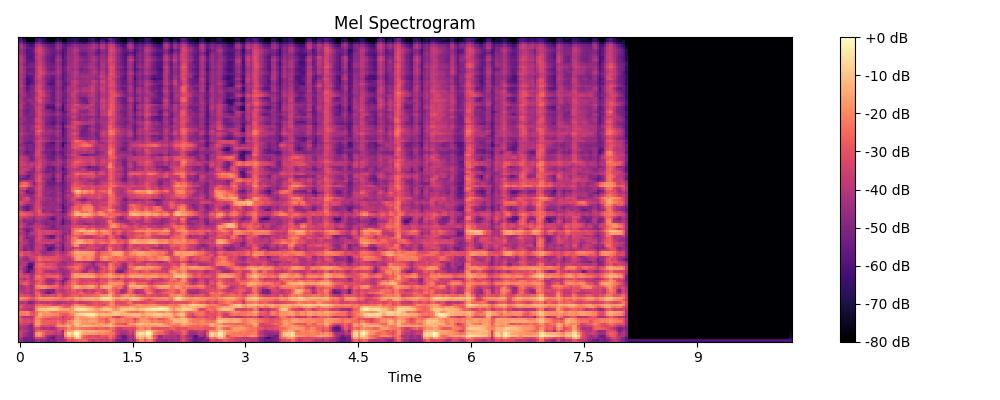 Mel Spectrogram
+0 dB
-10 dB
-20 dB
-30 dB
-40 dB
-50 dB
-60 dB
-70 dB
-80 dB
0 1.5 3 4.5 6 7.5 9
Time